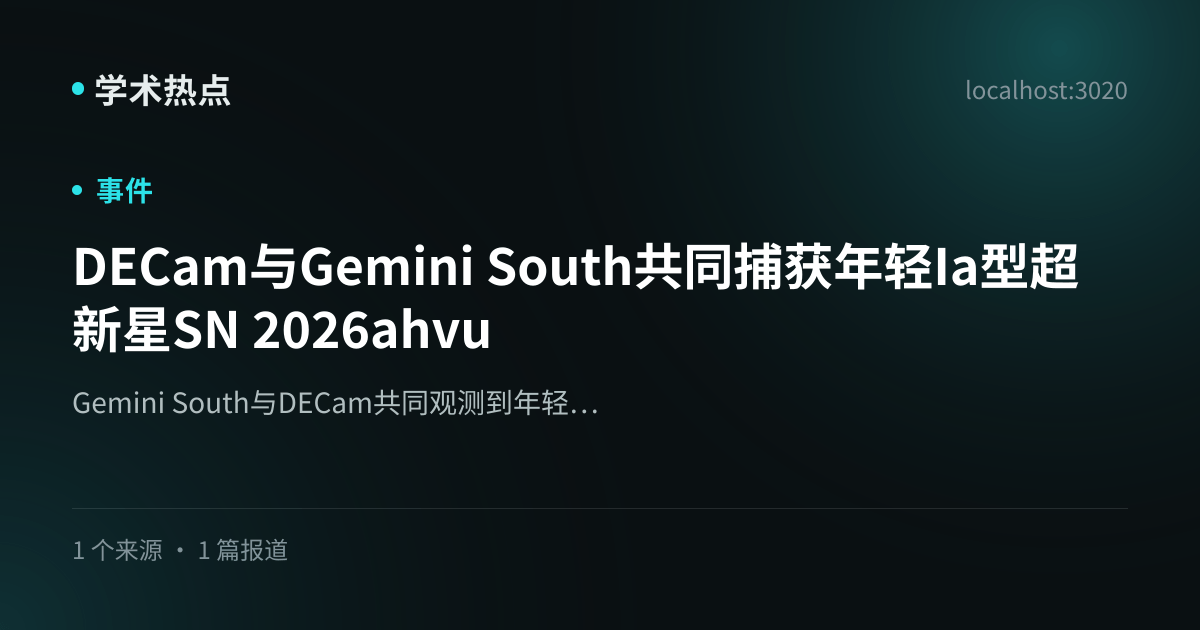 学术热点
localhost:3020
事件
DECam与Gemini South共同捕获年轻Ia型超
新星SN 2026ahvu
Gemini South与DECam共同观测到年轻…
1 个来源 · 1 篇报道